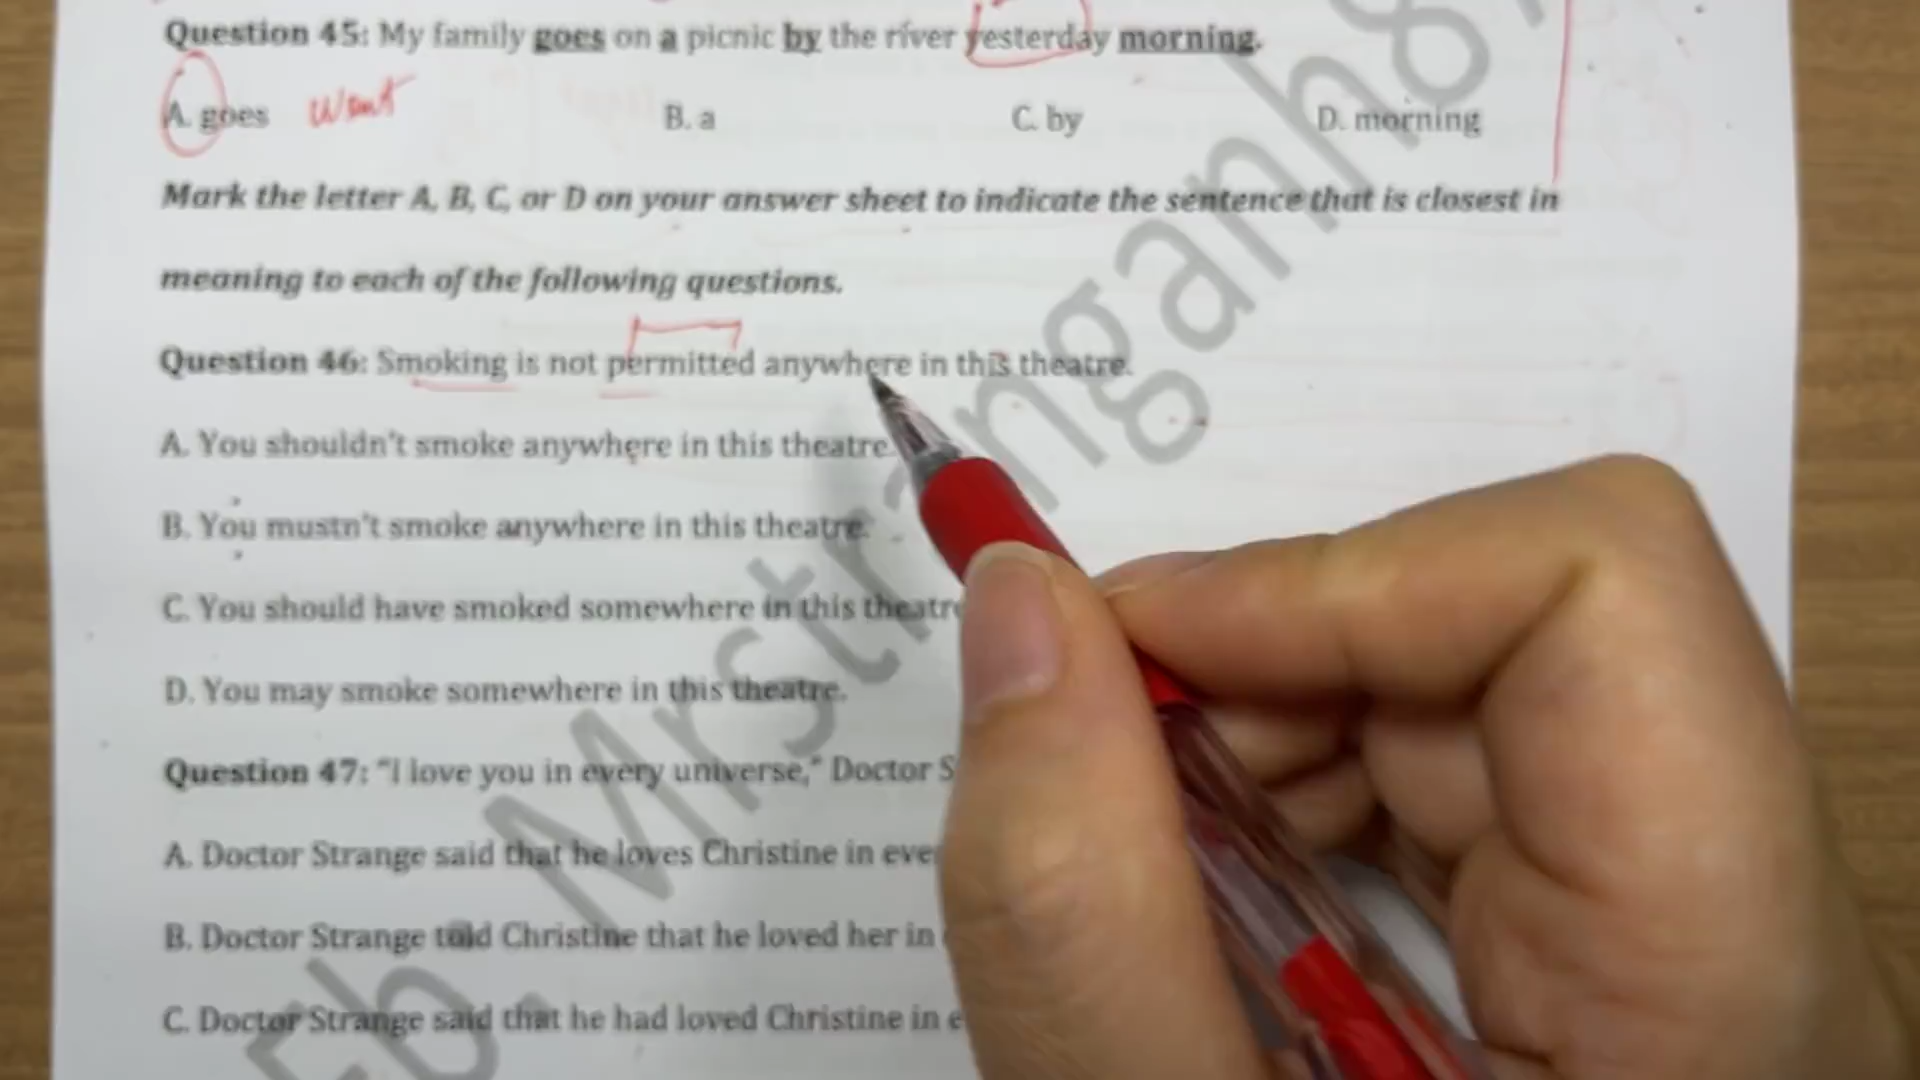 Question 45: My family goes on a picnic by the river yesterday morning.
A. goes went B. a C. by D. morning
Mark the letter A, B, C, or D on your answer sheet to indicate the sentence that is closest in
meaning to each of the following questions.
Question 46: Smoking is not permitted anywhere in this theatre.
A. You shouldn't smoke anywhere in this theatre.
B. You mustn't smoke anywhere in this theatre.
C. You should have smoked somewhere in this
D. You may smoke somewhere in this theatre.
Question 47: "I love you in every universe," Doctor
A. Doctor Strange said that he loves Christine in
B. Doctor Strange told Christine that he loved her in
C. Doctor Strange said that he had loved Christine in
Fb. Mrstranganh